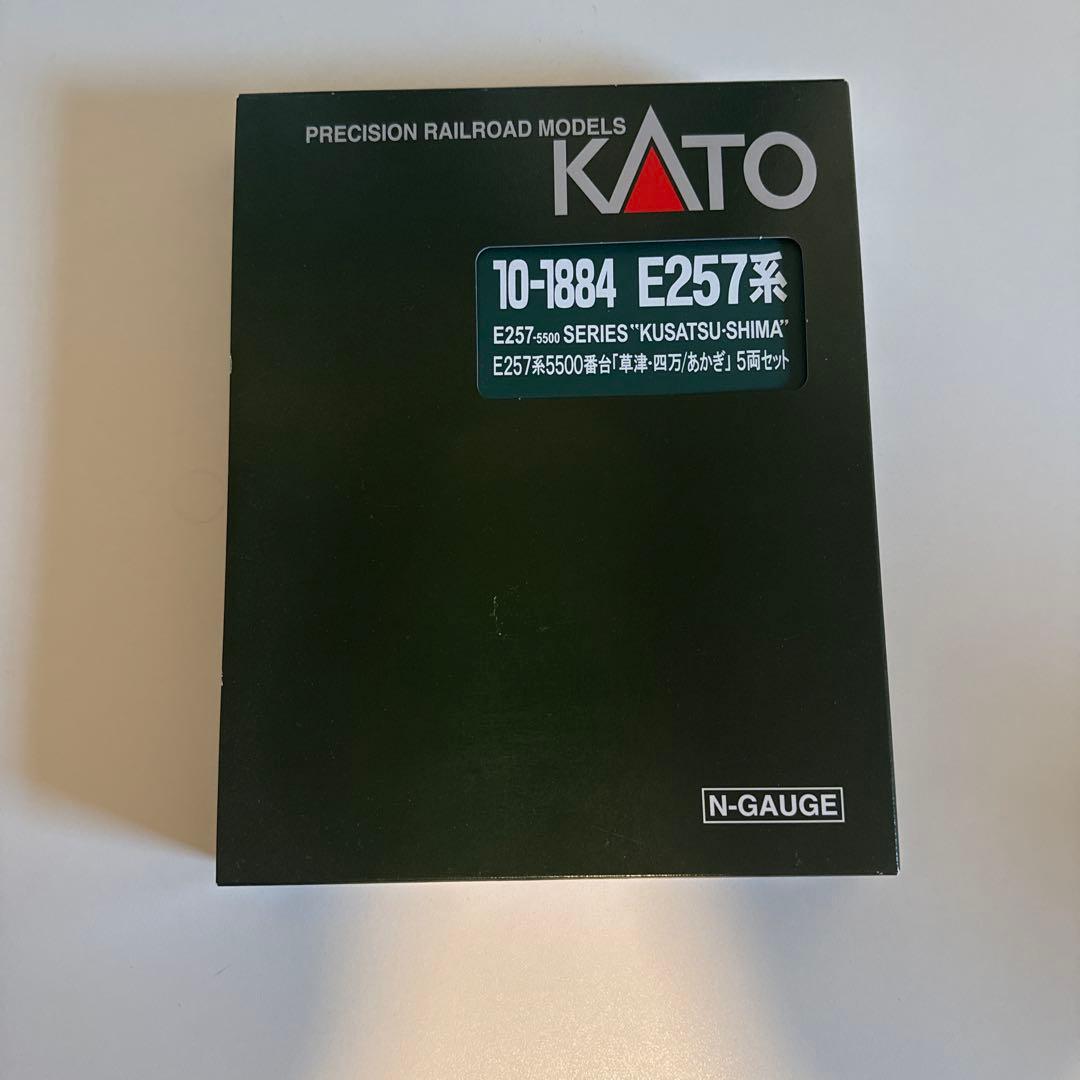 PRECISION RAILROAD MODELS
KATO
10-1884 E257系
E257-5500 SERIES “KUSATSU·SHIMA”
E257系5500番台「草津・四万/あかぎ」 5両セット
N-GAUGE